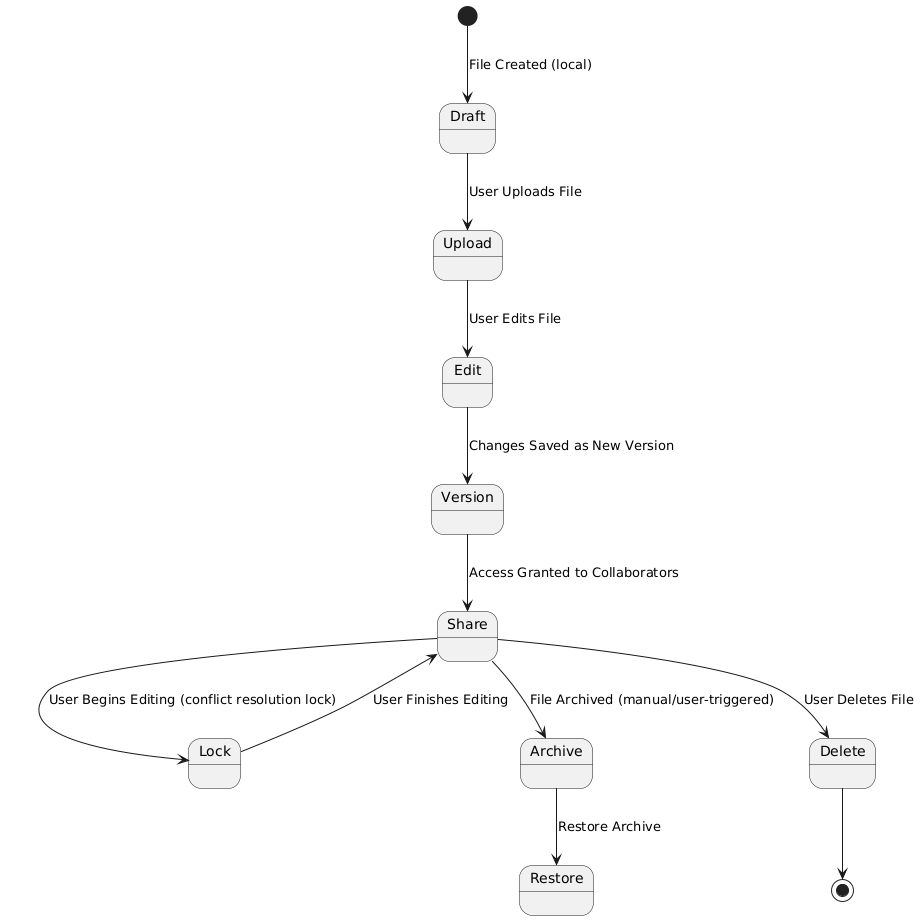 File Created (local)
Draft
User Uploads File
Upload
User Edits File
Edit
Changes Saved as New Version
Version
Access Granted to Collaborators
Share
User Begins Editing (conflict resolution lock)
User Finishes Editing
File Archived (manual/user-triggered)
User Deletes File
Lock
Archive
Delete
Restore Archive
Restore